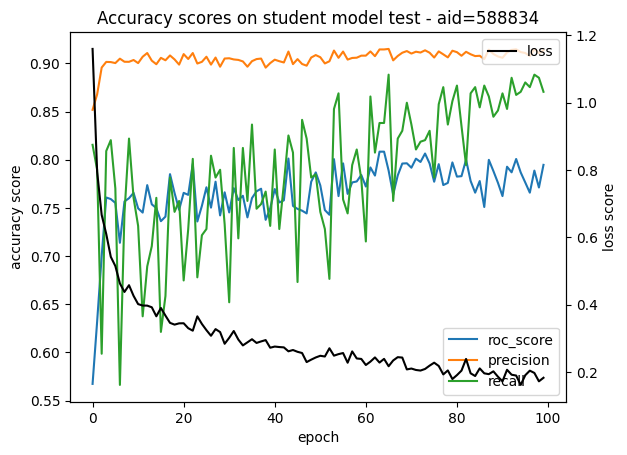 Accuracy scores on student model test - aid=588834
loss
accuracy score
0.90
0.85
0.80
0.75
0.70
0.65
0.60
0.55
1.2
1.0
0.8
0.6
0.4
0.2
loss score
roc_score
precision
recall
0
20
40
60
80
100
epoch